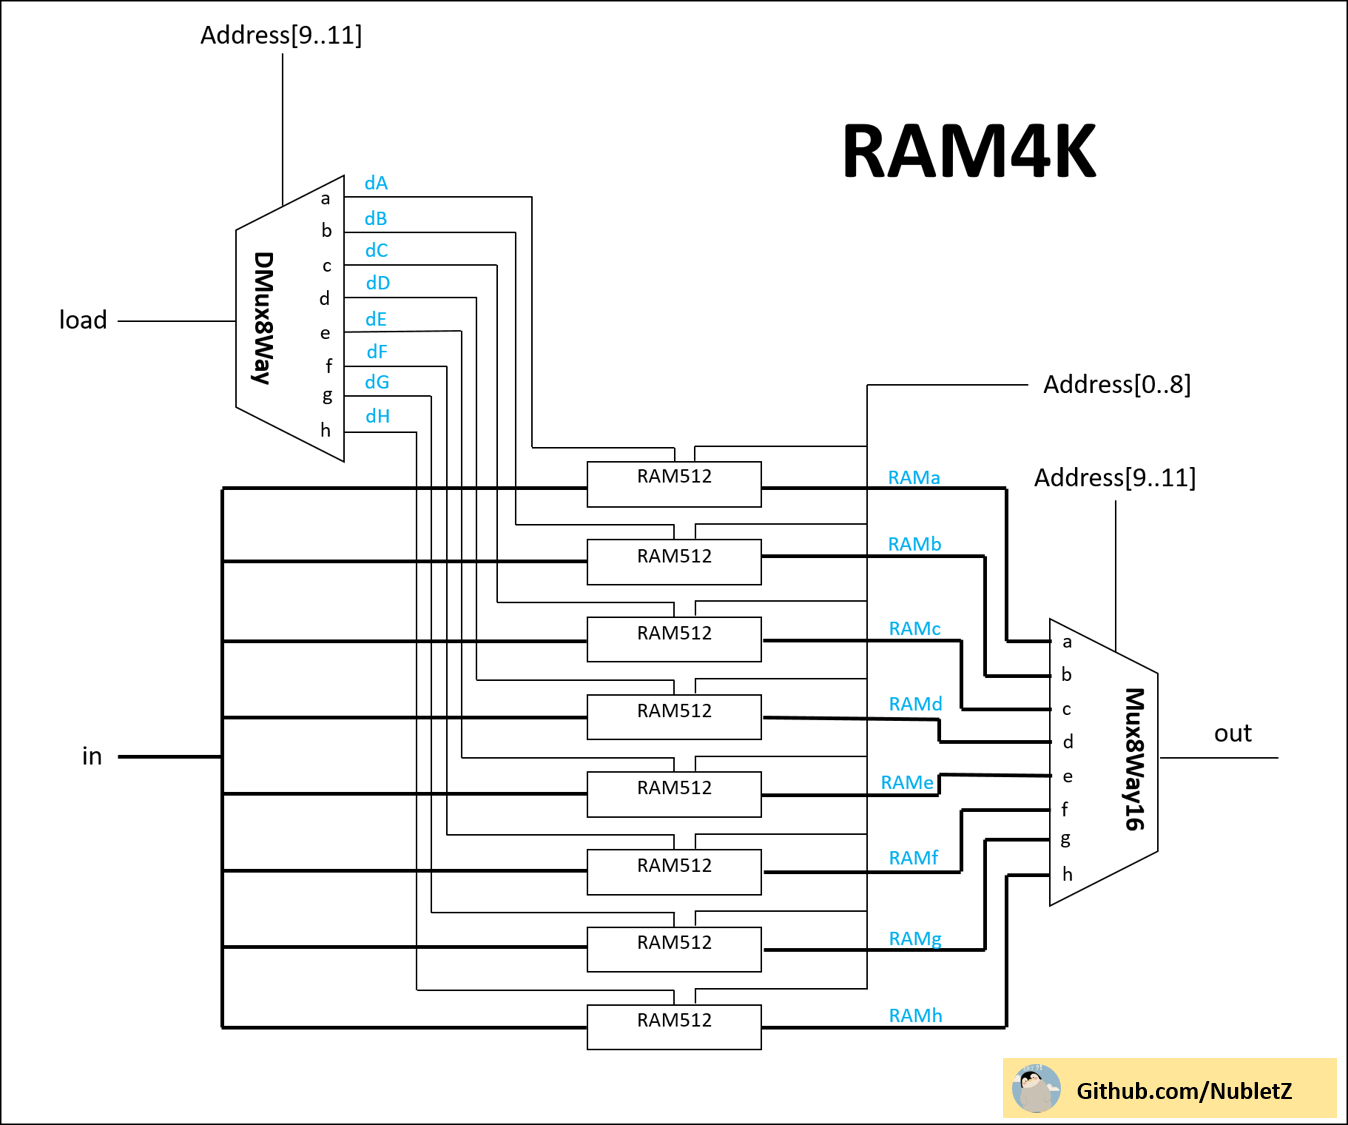 Address[9..11]
RAM4K
dA
a
dB
b
dC
c
dD
d
dE
e
dF
f
dG
g
dH
h
DMux8Way
load
Address[0..8]
Address[9..11]
RAM512
RAMa
RAM512
RAMb
RAM512
RAMc
RAM512
RAMd
RAM512
RAMe
RAM512
RAMf
RAM512
RAMg
RAM512
RAMh
in
a
b
c
d
e
f
g
h
Mux8Way16
out
Github.com/NubletZ